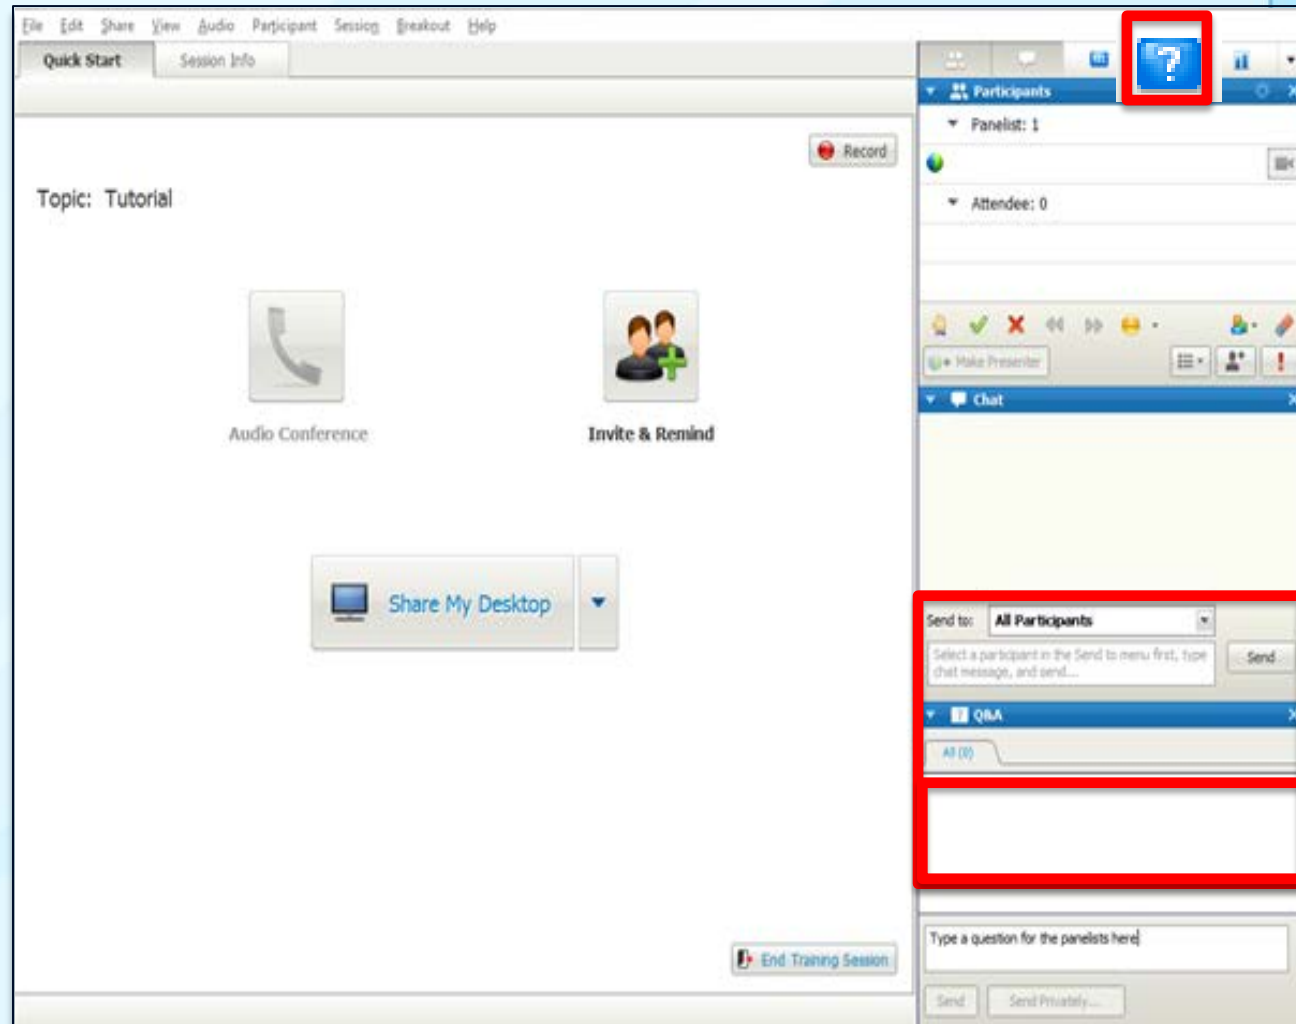 File Edit Share View Audio Participant Session Breakout Help
Quick Start Session Info
?
Participants
Panelist: 1
Record
Topic: Tutorial
Attendee: 0
Make Presenter
Chat
Audio Conference Invite & Remind
Share My Desktop
Send to: All Participants
Select a participant in the Send to menu first, type
chat message, and send...
Send
? Q&A
All (0)
Type a question for the panelists here
End Training Session
Send Send Privately...